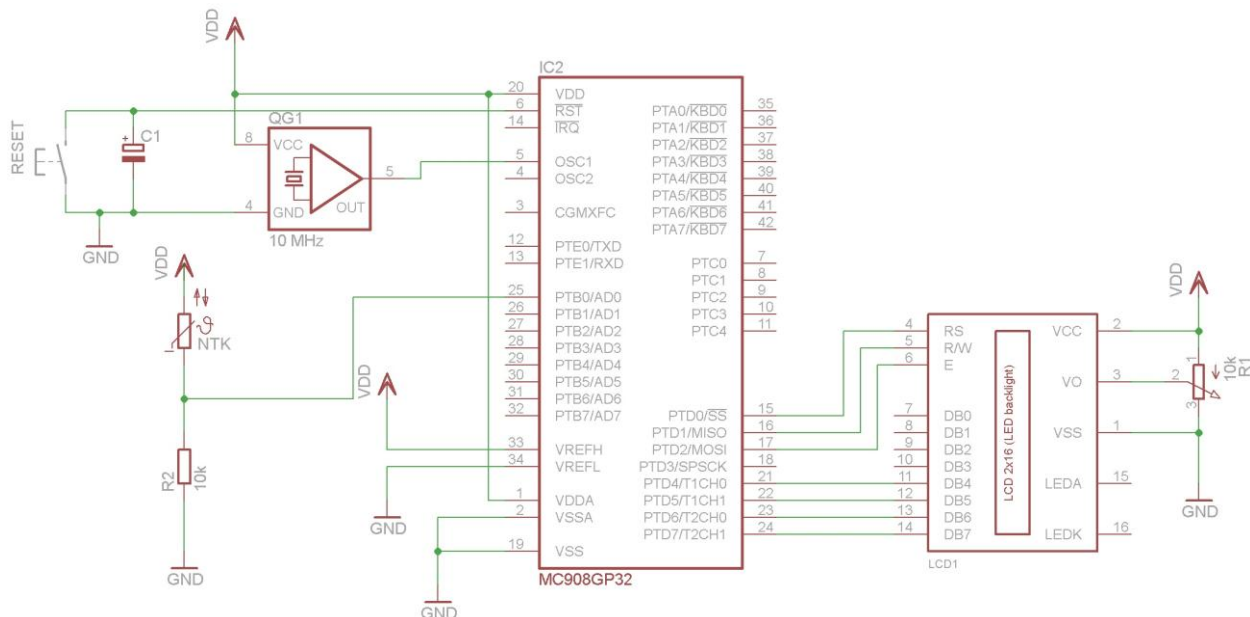 VDD
RESET
C1
+
GND
QG1
8
VCC
4
GND
OUT
5
10 MHz
VDD
NTK
R2
10k
GND
VDD
GND
GND
IC2
20 VDD
6 RST
14 IRQ
5 OSC1
4 OSC2
3 CGMXFC
12 PTE0/TXD
13 PTE1/RXD
25 PTB0/AD0
26 PTB1/AD1
27 PTB2/AD2
28 PTB3/AD3
29 PTB4/AD4
30 PTB5/AD5
31 PTB6/AD6
32 PTB7/AD7
33 VREFH
34 VREFL
1 VDDA
2 VSSA
19 VSS
PTA0/KBD0 35
PTA1/KBD1 36
PTA2/KBD2 37
PTA3/KBD3 38
PTA4/KBD4 39
PTA5/KBD5 40
PTA6/KBD6 41
PTA7/KBD7 42
PTC0 7
PTC1 8
PTC2 9
PTC3 10
PTC4 11
PTD0/SS 15
PTD1/MISO 16
PTD2/MOSI 17
PTD3/SPSCK 18
PTD4/T1CH0 21
PTD5/T1CH1 22
PTD6/T2CH0 23
PTD7/T2CH1 24
MC908GP32
4 RS
5 R/W
6 E
7 DB0
8 DB1
9 DB2
10 DB3
11 DB4
12 DB5
13 DB6
14 DB7
LCD 2x16 (LED backlight)
VCC 2
VO 3
VSS 1
LEDA 15
LEDK 16
LCD1
VDD
1
2
3
10k
R1
GND